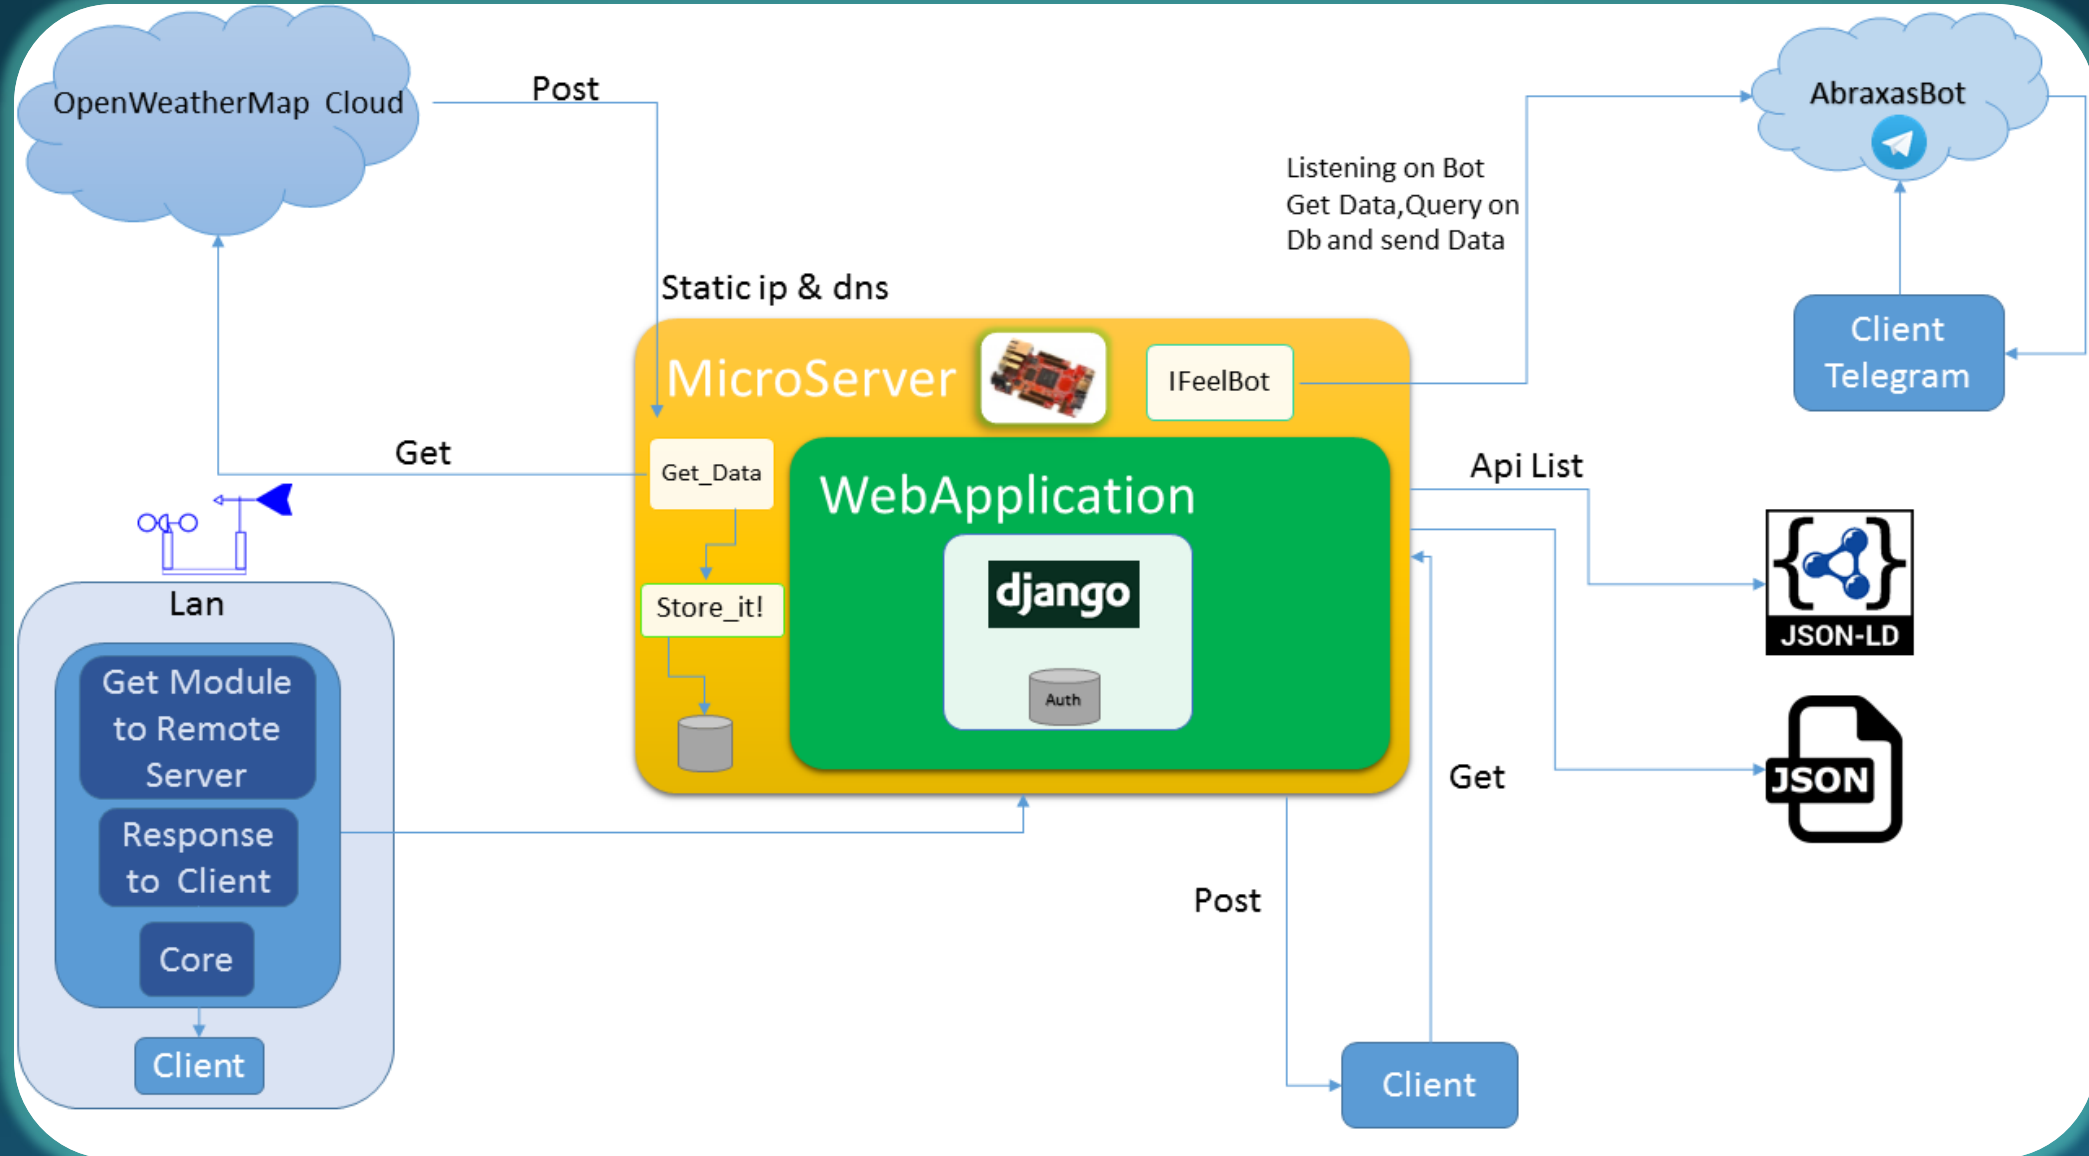 OpenWeatherMap Cloud
Post
AbraxasBot
Listening on Bot
Get Data,Query on
Db and send Data
Static ip & dns
Client
Telegram
MicroServer
IFeelBot
Get
Get_Data
Api List
WebApplication
django
Auth
Store_it!
JSON-LD
JSON
Lan
Get Module
to Remote
Server
Response
to Client
Core
Client
Get
Post
Client